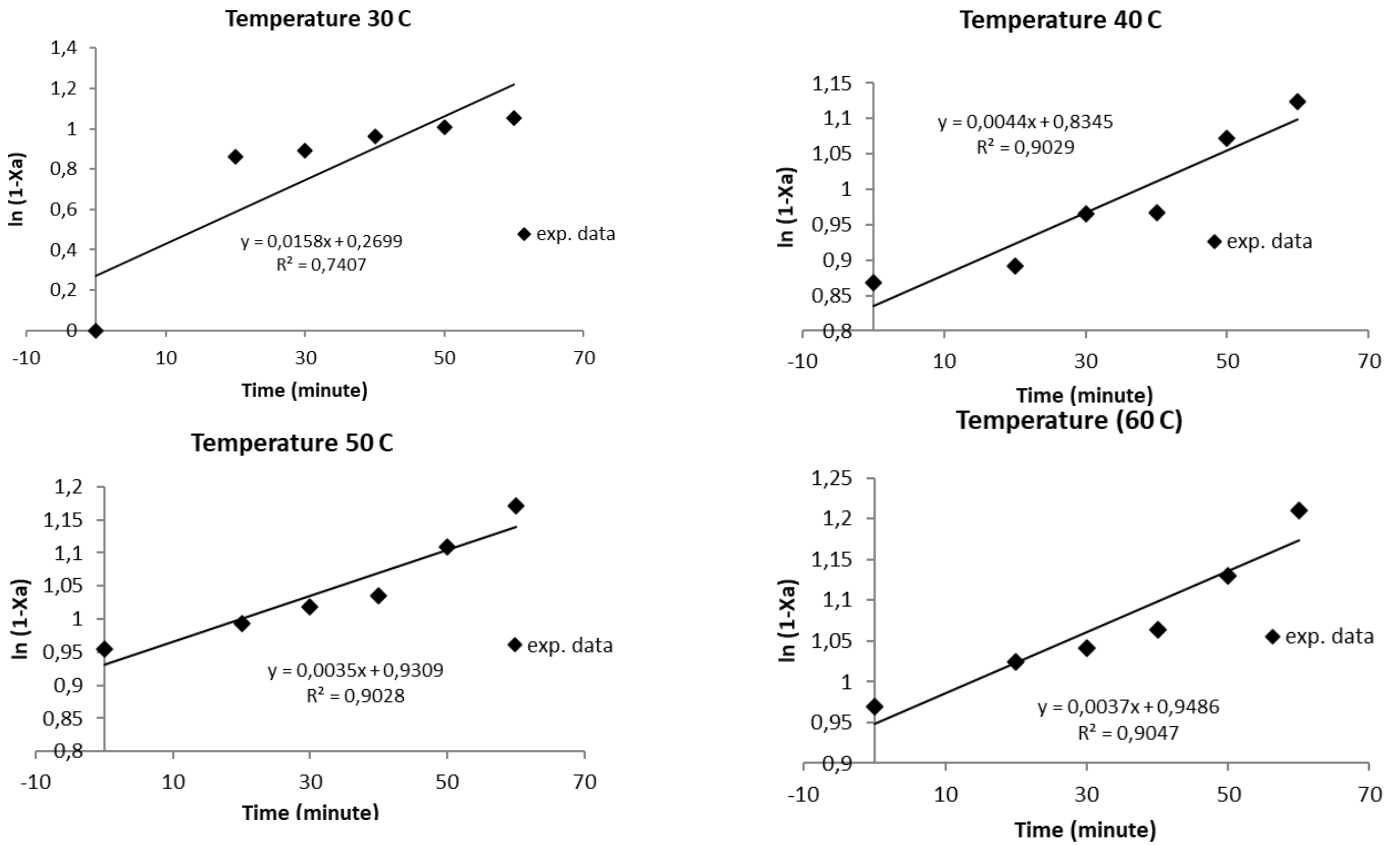 Temperature 30 C
1,4
1,2
1
0,8
0,6
0,4
0,2
0
-10
10
30
50
70
ln (1-Xa)
y = 0,0158x + 0,2699
R² = 0,7407
exp. data
Time (minute)
Temperature 40 C
1,15
1,1
1,05
1
0,95
0,9
0,85
0,8
-10
10
30
50
70
ln (1-Xa)
y = 0,0044x + 0,8345
R² = 0,9029
exp. data
Time (minute)
Temperature 50 C
1,2
1,15
1,1
1,05
1
0,95
0,9
0,85
0,8
-10
10
30
50
70
ln (1-Xa)
y = 0,0035x + 0,9309
R² = 0,9028
exp. data
Time (minute)
Temperature (60 C)
1,25
1,2
1,15
1,1
1,05
1
0,95
0,9
-10
10
30
50
70
ln (1-Xa)
y = 0,0037x + 0,9486
R² = 0,9047
exp. data
Time (minute)